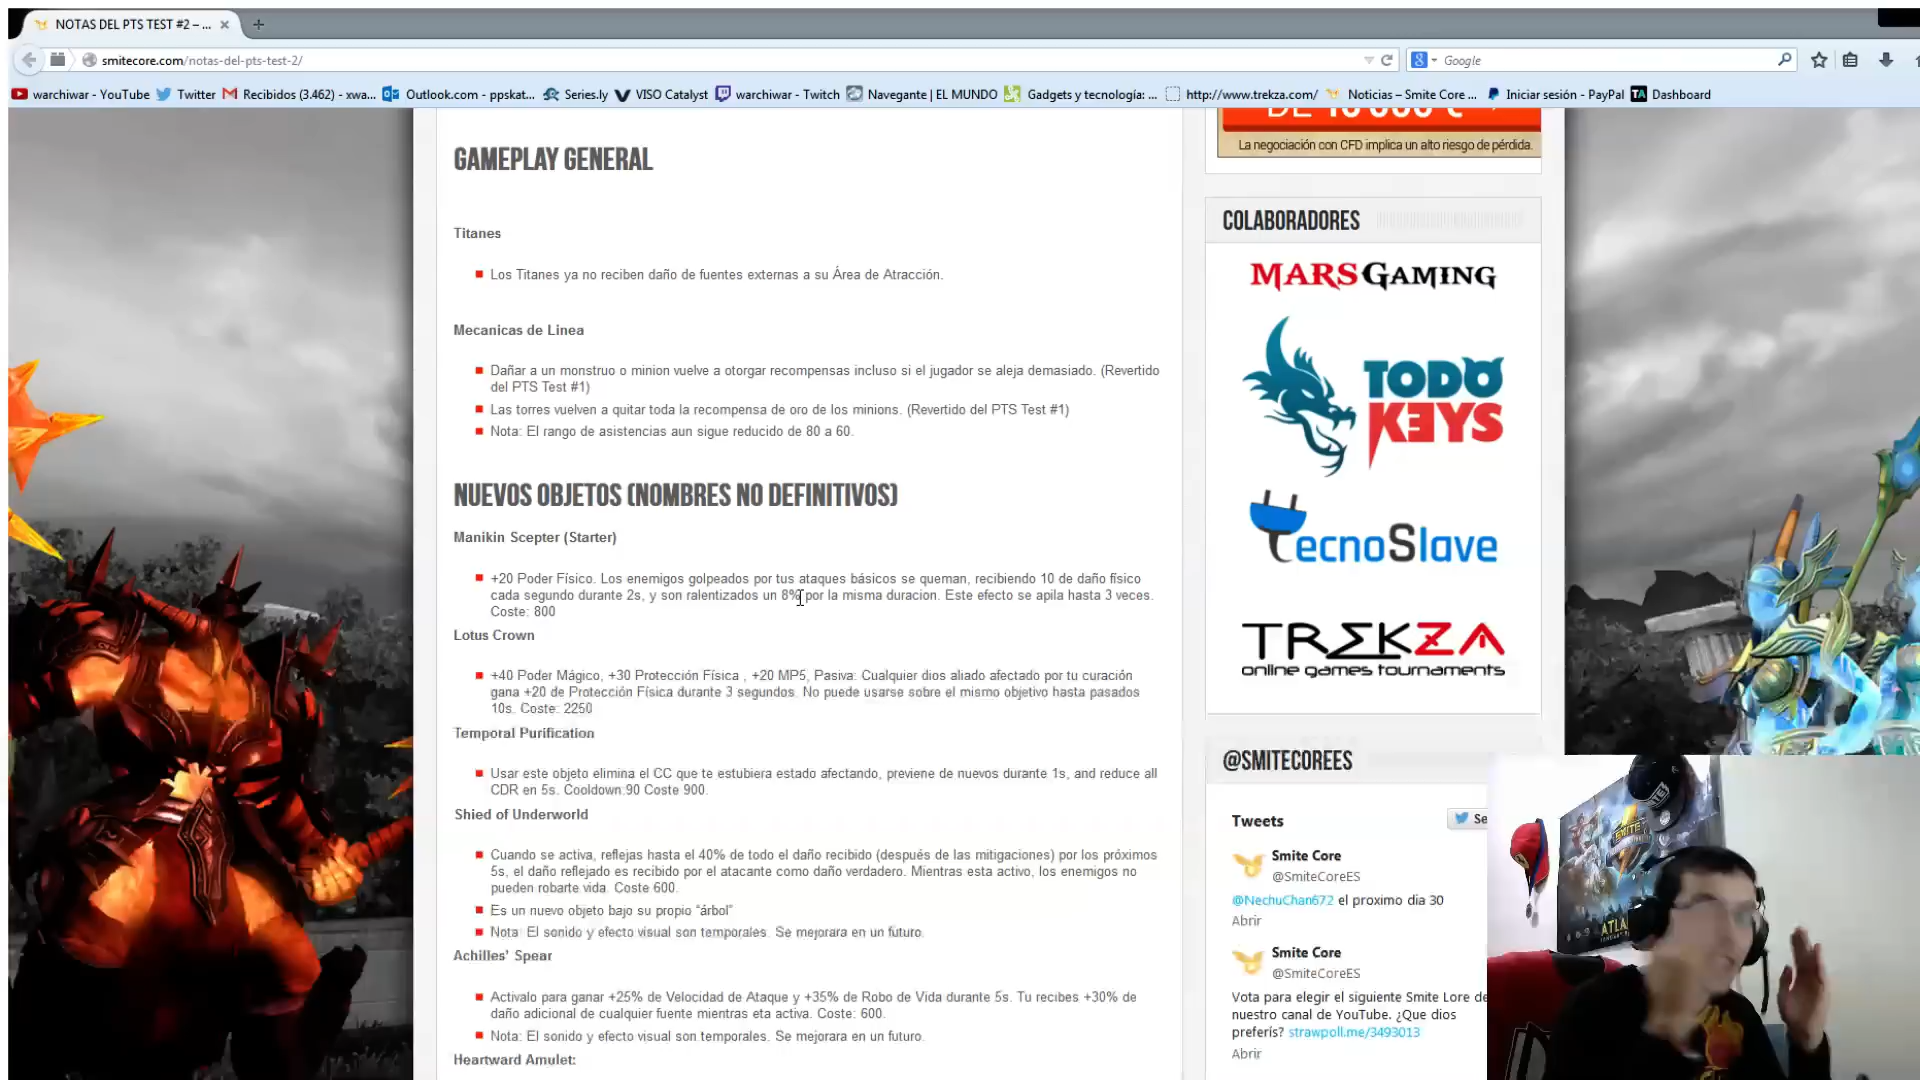 NOTAS DEL PTS TEST #2 – ...
smitecore.com/notas-del-pts-test-2/
Google
warchiwar - YouTube
Twitter
Recibidos (3.462) - xwa...
Outlook.com - ppskat...
Series.ly
VISO Catalyst
warchiwar - Twitch
Navegante | EL MUNDO
Gadgets y tecnología: ...
http://www.trekza.com/
Noticias – Smite Core ...
Iniciar sesión - PayPal
TA Dashboard
GAMEPLAY GENERAL
Titanes
Los Titanes ya no reciben daño de fuentes externas a su Área de Atracción.
Mecanicas de Linea
Dañar a un monstruo o minion vuelve a otorgar recompensas incluso si el jugador se aleja demasiado. (Revertido
del PTS Test #1)
Las torres vuelven a quitar toda la recompensa de oro de los minions. (Revertido del PTS Test #1)
Nota: El rango de asistencias aun sigue reducido de 80 a 60.
NUEVOS OBJETOS (NOMBRES NO DEFINITIVOS)
Manikin Scepter (Starter)
+20 Poder Físico. Los enemigos golpeados por tus ataques básicos se queman, recibiendo 10 de daño físico
cada segundo durante 2s, y son ralentizados un 8% por la misma duracion. Este efecto se apila hasta 3 veces.
Coste: 800
Lotus Crown
+40 Poder Mágico, +30 Protección Física , +20 MP5, Pasiva: Cualquier dios aliado afectado por tu curación
gana +20 de Protección Física durante 3 segundos. No puede usarse sobre el mismo objetivo hasta pasados
10s. Coste: 2250
Temporal Purification
Usar este objeto elimina el CC que te estubiera estado afectando, previene de nuevos durante 1s, and reduce all
CDR en 5s. Cooldown:90 Coste 900.
Shied of Underworld
Cuando se activa, reflejas hasta el 40% de todo el daño recibido (después de las mitigaciones) por los próximos
5s, el daño reflejado es recibido por el atacante como daño verdadero. Mientras esta activo, los enemigos no
pueden robarte vida. Coste 600.
Es un nuevo objeto bajo su propio “árbol”
Nota: El sonido y efecto visual son temporales. Se mejorara en un futuro.
Achilles’ Spear
Activalo para ganar +25% de Velocidad de Ataque y +35% de Robo de Vida durante 5s. Tu recibes +30% de
daño adicional de cualquier fuente mientras eta activa. Coste: 600.
Nota: El sonido y efecto visual son temporales. Se mejorara en un futuro.
Heartward Amulet:
La negociación con CFD implica un alto riesgo de pérdida.
COLABORADORES
MARSGAMING
TODO
KEYS
TecnoSlave
TREKZA
online games tournaments
@SMITECOREES
Tweets
Se
Smite Core
@SmiteCoreES
@NechuChan672 el proximo dia 30
Abrir
Smite Core
@SmiteCoreES
Vota para elegir el siguiente Smite Lore de
nuestro canal de YouTube. ¿Que dios
preferís? strawpoll.me/3493013
Abrir
SMITE